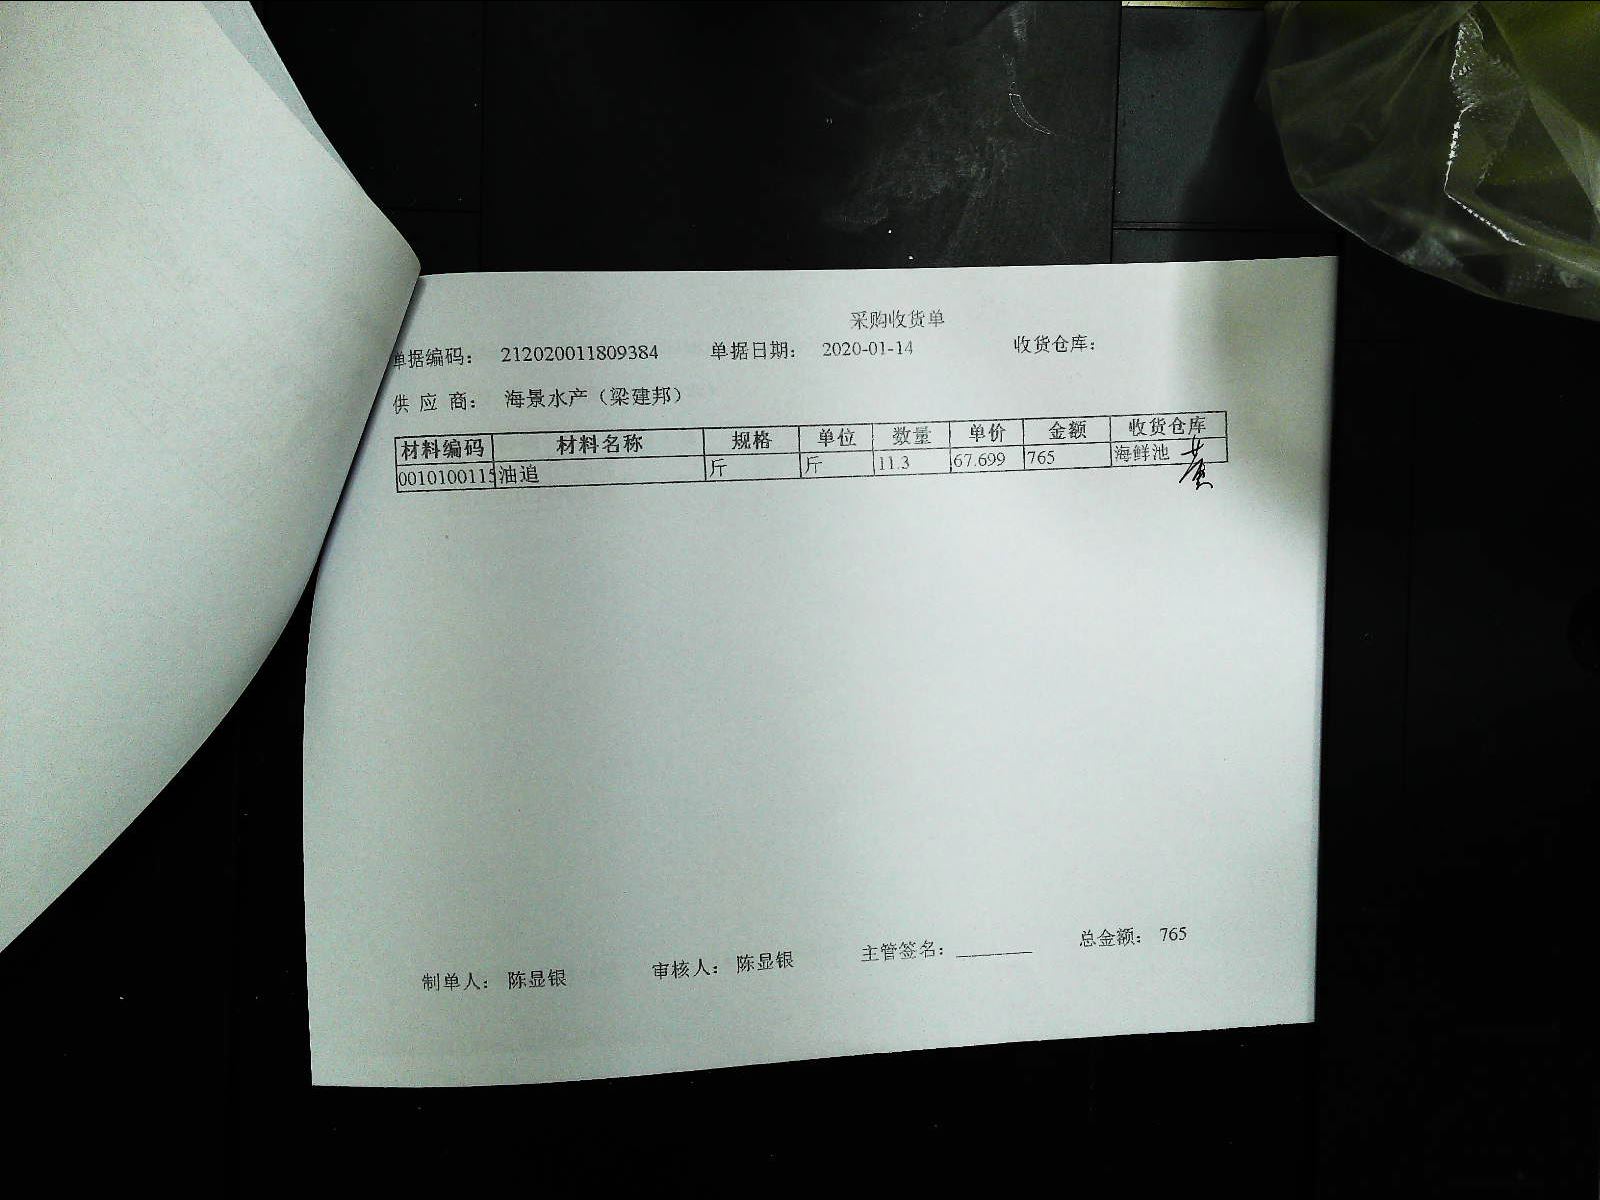 采购收货单
单据编码： 212020011809384 单据日期： 2020-01-14 收货仓库：
供 应 商： 海景水产（梁建邦）
材料编码 材料名称 规格 单位 数量 单价 金额 收货仓库
0010100115 油追 斤 斤 11.3 67.699 765 海鲜池
制单人： 陈显银 审核人： 陈显银 主管签名：________ 总金额： 765